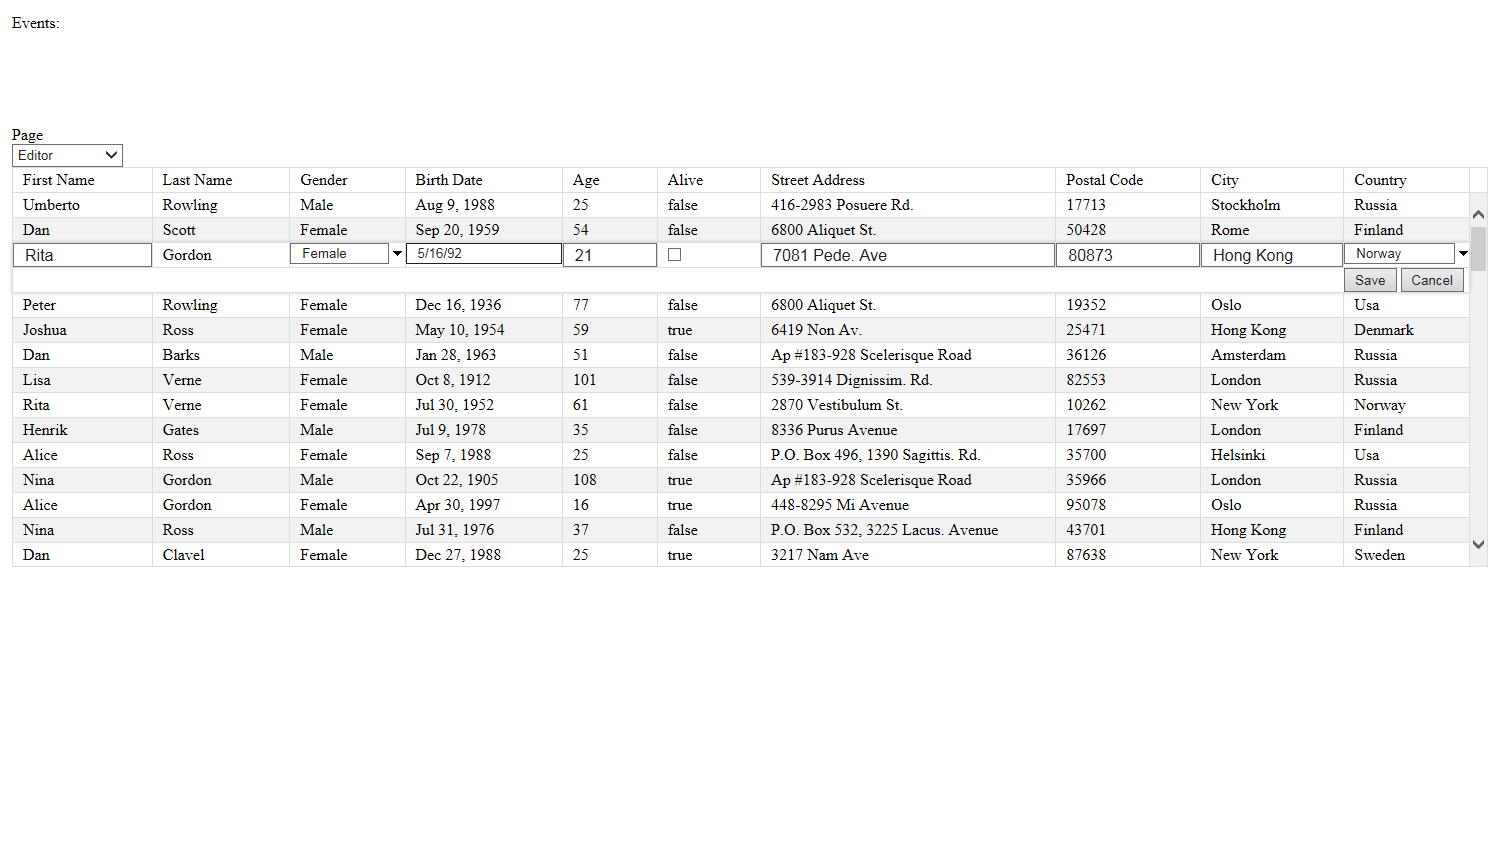 Events:
Page
Editor
First Name Last Name Gender Birth Date Age Alive Street Address Postal Code City Country
Umberto Rowling Male Aug 9, 1988 25 false 416-2983 Posuere Rd. 17713 Stockholm Russia
Dan Scott Female Sep 20, 1959 54 false 6800 Aliquet St. 50428 Rome Finland
Rita Gordon Female 5/16/92 21 7081 Pede. Ave 80873 Hong Kong Norway
Save Cancel
Peter Rowling Female Dec 16, 1936 77 false 6800 Aliquet St. 19352 Oslo Usa
Joshua Ross Female May 10, 1954 59 true 6419 Non Av. 25471 Hong Kong Denmark
Dan Barks Male Jan 28, 1963 51 false Ap #183-928 Scelerisque Road 36126 Amsterdam Russia
Lisa Verne Female Oct 8, 1912 101 false 539-3914 Dignissim. Rd. 82553 London Russia
Rita Verne Female Jul 30, 1952 61 false 2870 Vestibulum St. 10262 New York Norway
Henrik Gates Male Jul 9, 1978 35 false 8336 Purus Avenue 17697 London Finland
Alice Ross Female Sep 7, 1988 25 false P.O. Box 496, 1390 Sagittis. Rd. 35700 Helsinki Usa
Nina Gordon Male Oct 22, 1905 108 true Ap #183-928 Scelerisque Road 35966 London Russia
Alice Gordon Female Apr 30, 1997 16 true 448-8295 Mi Avenue 95078 Oslo Russia
Nina Ross Male Jul 31, 1976 37 false P.O. Box 532, 3225 Lacus. Avenue 43701 Hong Kong Finland
Dan Clavel Female Dec 27, 1988 25 true 3217 Nam Ave 87638 New York Sweden